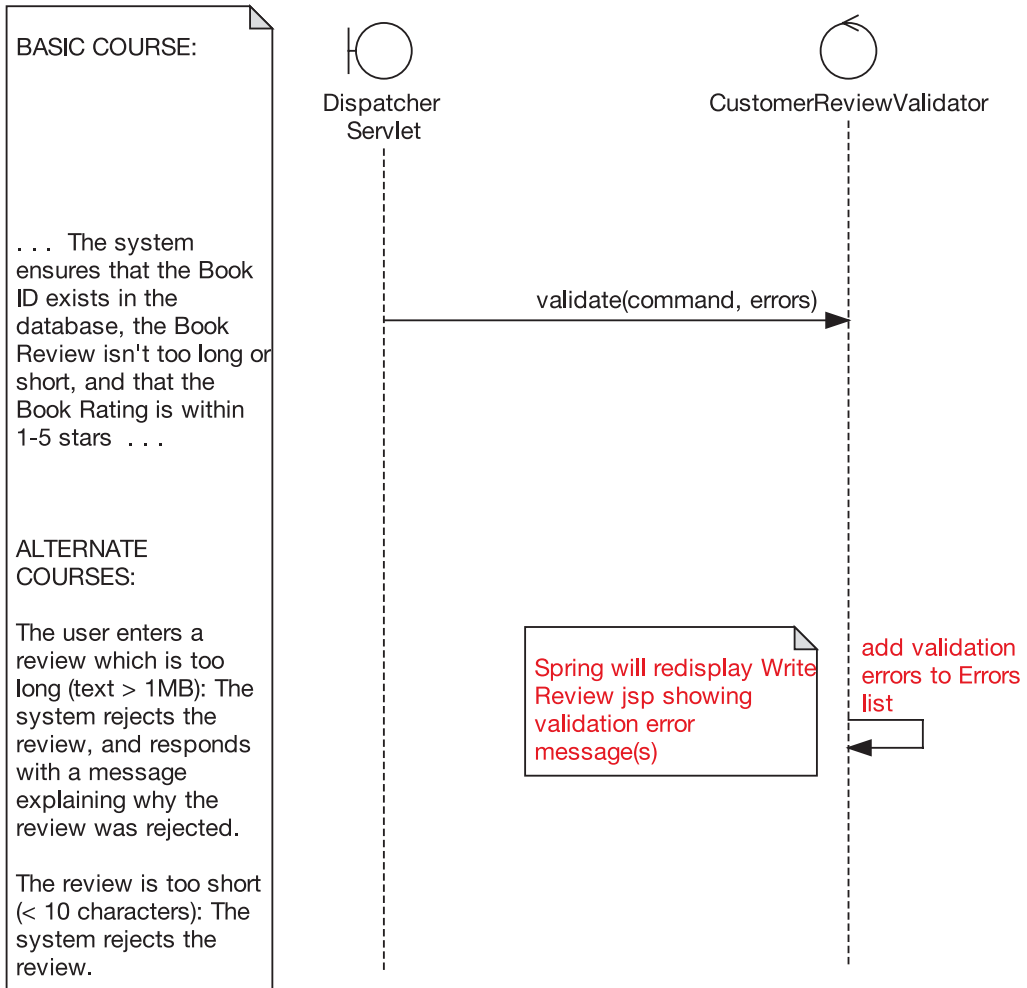 BASIC COURSE:
. . .  The system
ensures that the Book
ID exists in the
database, the Book
Review isn't too long or
short, and that the
Book Rating is within
1-5 stars  . . .
ALTERNATE
COURSES:
The user enters a
review which is too
long (text > 1MB): The
system rejects the
review, and responds
with a message
explaining why the
review was rejected.
The review is too short
(< 10 characters): The
system rejects the
review.
Dispatcher
Servlet
CustomerReviewValidator
validate(command, errors)
Spring will redisplay Write
Review jsp showing
validation error
message(s)
add validation
errors to Errors
list